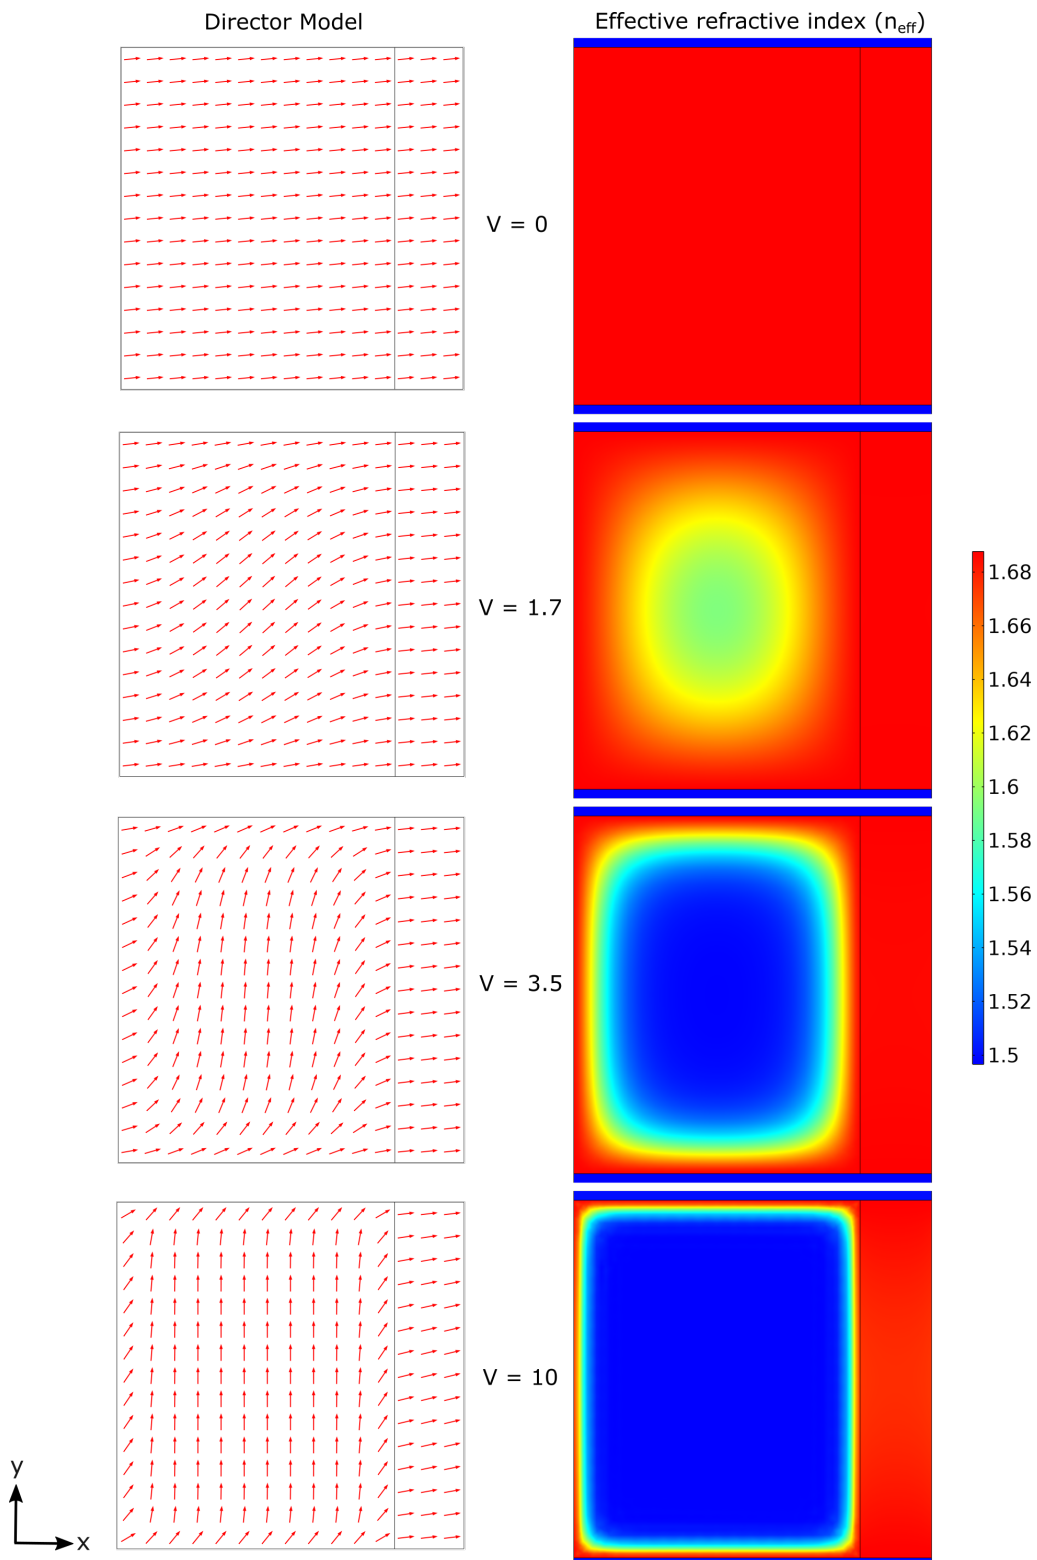 Director Model
Effective refractive index (n_eff)
V = 0
V = 1.7
1.68
1.66
1.64
1.62
1.6
1.58
1.56
1.54
1.52
1.5
V = 3.5
V = 10
y
x